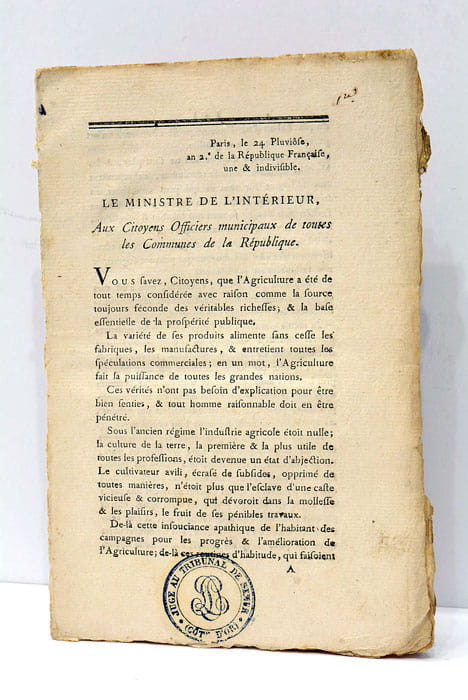 Paris, le 24 Pluviôſe,
an 2.e de la République Françaiſe,
une & indiviſible.
LE MINISTRE DE L'INTÉRIEUR,
Aux Citoyens Officiers municipaux de toutes
les Communes de la République.
Vous ſavez, Citoyens, que l'Agriculture a été de
tout temps conſidérée avec raiſon comme la ſource
toujours féconde des véritables richeſſes; & la baſe
eſſentielle de la proſpérité publique.
La variété de ſes produits alimente ſans ceſſe les
fabriques, les manufactures, & entretient toutes les
ſpéculations commerciales; en un mot, l'Agriculture
fait la puiſſance de toutes les grandes nations.
Ces vérités n'ont pas beſoin d'explication pour être
bien ſenties, & tout homme raiſonnable doit en être
pénétré.
Sous l'ancien régime l'induſtrie agricole étoit nulle;
la culture de la terre, la première & la plus utile de
toutes les profeſſions, étoit devenue un état d'abjection.
Le cultivateur avili, écraſé de ſubſides, opprimé de
toutes manières, n'étoit plus que l'eſclave d'une caſte
vicieuſe & corrompue, qui dévoroit dans la molleſſe
& les plaiſirs, le fruit de ſes pénibles travaux.
De-là cette inſouciance apathique de l'habitant des
campagnes pour les progrès & l'amélioration de
l'Agriculture; de-là ces routines d'habitude, qui faiſoient
A
JUGE AU TRIBUNAL DE SEMUR
(CÔTE D'OR)